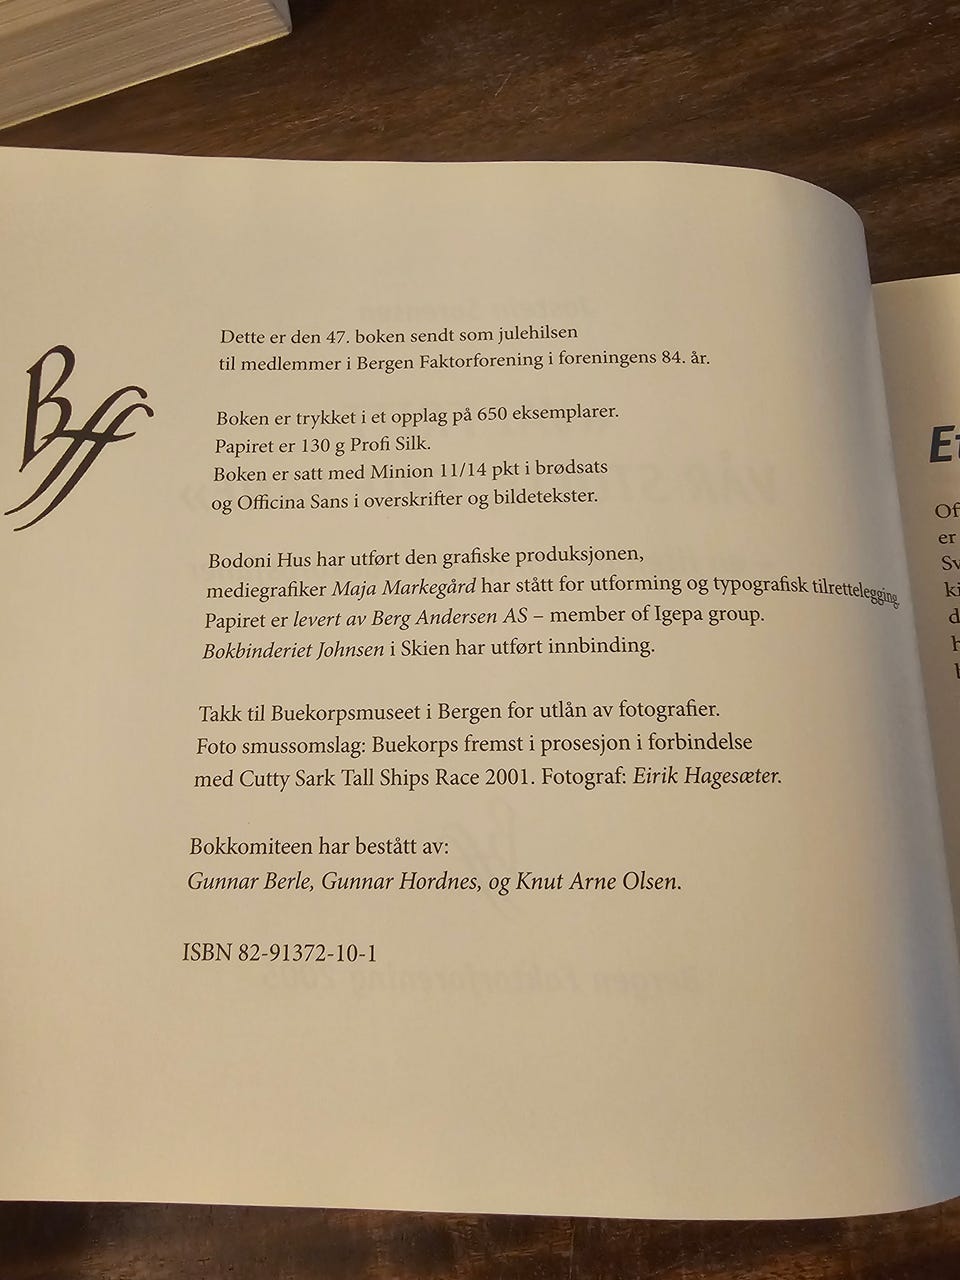 Bff
Dette er den 47. boken sendt som julehilsen
til medlemmer i Bergen Faktorforening i foreningens 84. år.
Boken er trykket i et opplag på 650 eksemplarer.
Papiret er 130 g Profi Silk.
Boken er satt med Minion 11/14 pkt i brødsats
og Officina Sans i overskrifter og bildetekster.
Bodoni Hus har utført den grafiske produksjonen,
mediegrafiker Maja Markegård har stått for utforming og typografisk tilrettelegging.
Papiret er levert av Berg Andersen AS – member of Igepa group.
Bokbinderiet Johnsen i Skien har utført innbinding.
Takk til Buekorpsmuseet i Bergen for utlån av fotografier.
Foto smussomslag: Buekorps fremst i prosesjon i forbindelse
med Cutty Sark Tall Ships Race 2001. Fotograf: Eirik Hagesæter.
Bokkomiteen har bestått av:
Gunnar Berle, Gunnar Hordnes, og Knut Arne Olsen.
ISBN 82-91372-10-1
er